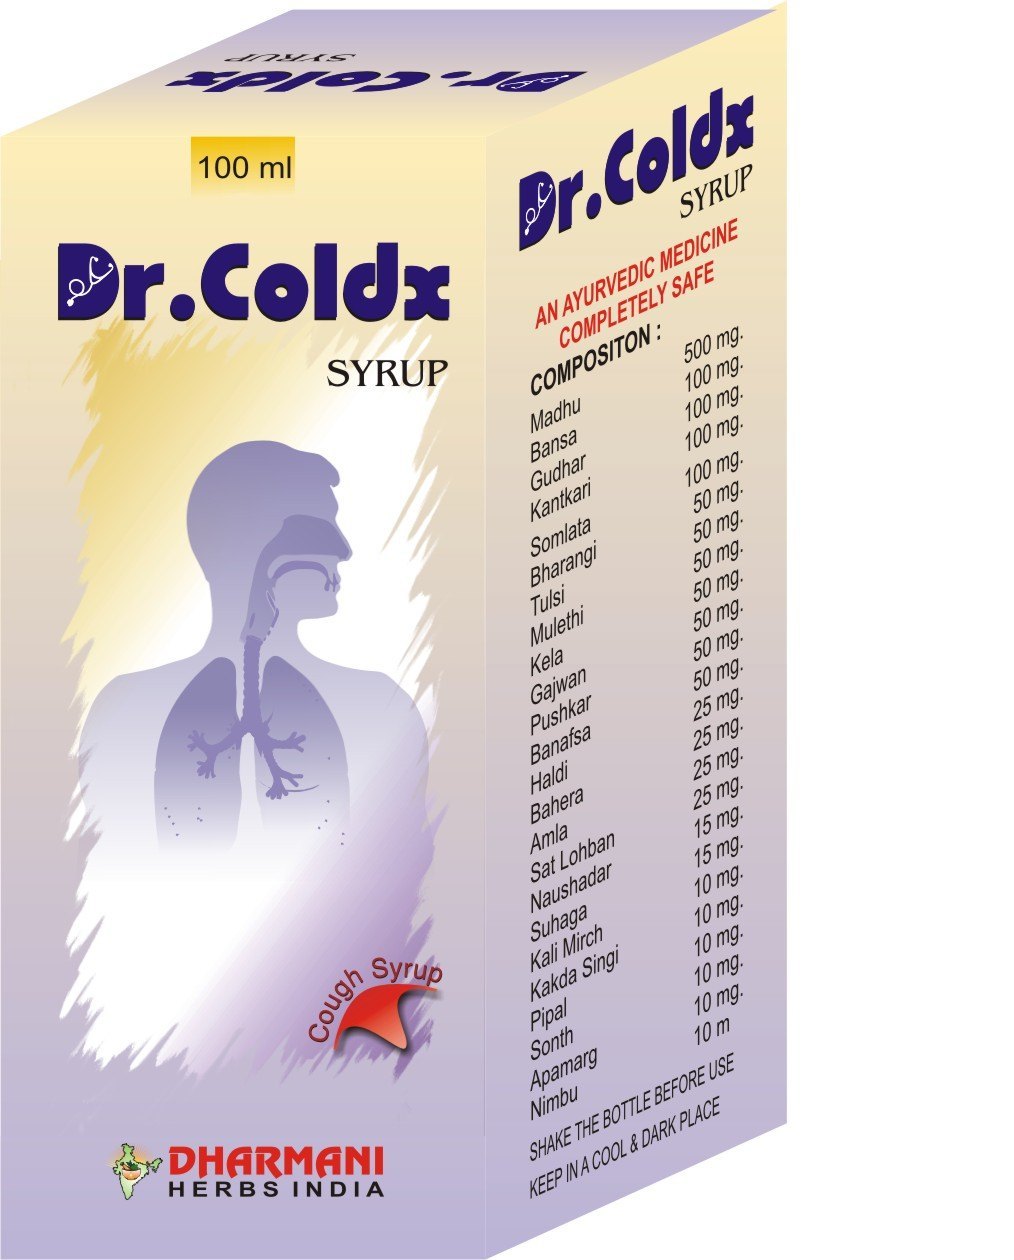 Dr.Coldx
SYRUP
100 ml
Dr.Coldx
SYRUP
Cough Syrup
DHARMANI
HERBS INDIA
Dr.Coldx
SYRUP
AN AYURVEDIC MEDICINE
COMPLETELY SAFE
COMPOSITON :
Madhu 500 mg.
Bansa 100 mg.
Gudhar 100 mg.
Kantkari 100 mg.
Somlata 100 mg.
Bharangi 50 mg.
Tulsi 50 mg.
Mulethi 50 mg.
Kela 50 mg.
Gajwan 50 mg.
Pushkar 50 mg.
Banafsa 50 mg.
Haldi 25 mg.
Bahera 25 mg.
Amla 25 mg.
Sat Lohban 25 mg.
Naushadar 15 mg.
Suhaga 15 mg.
Kali Mirch 10 mg.
Kakda Singi 10 mg.
Pipal 10 mg.
Sonth 10 mg.
Apamarg 10 mg.
Nimbu 10 m
SHAKE THE BOTTLE BEFORE USE
KEEP IN A COOL & DARK PLACE